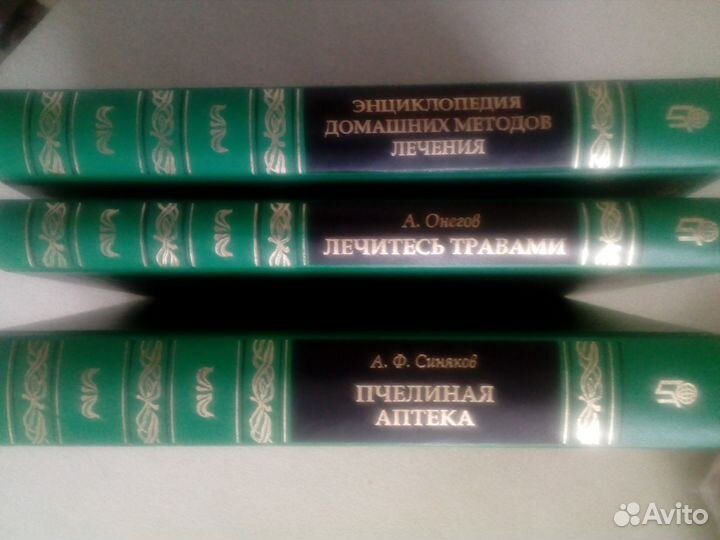 ЭНЦИКЛОПЕДИЯ
ДОМАШНИХ МЕТОДОВ
ЛЕЧЕНИЯ
А. Онегов
ЛЕЧИТЕСЬ ТРАВАМИ
А. Ф. Синяков
ПЧЕЛИНАЯ
АПТЕКА
Avito